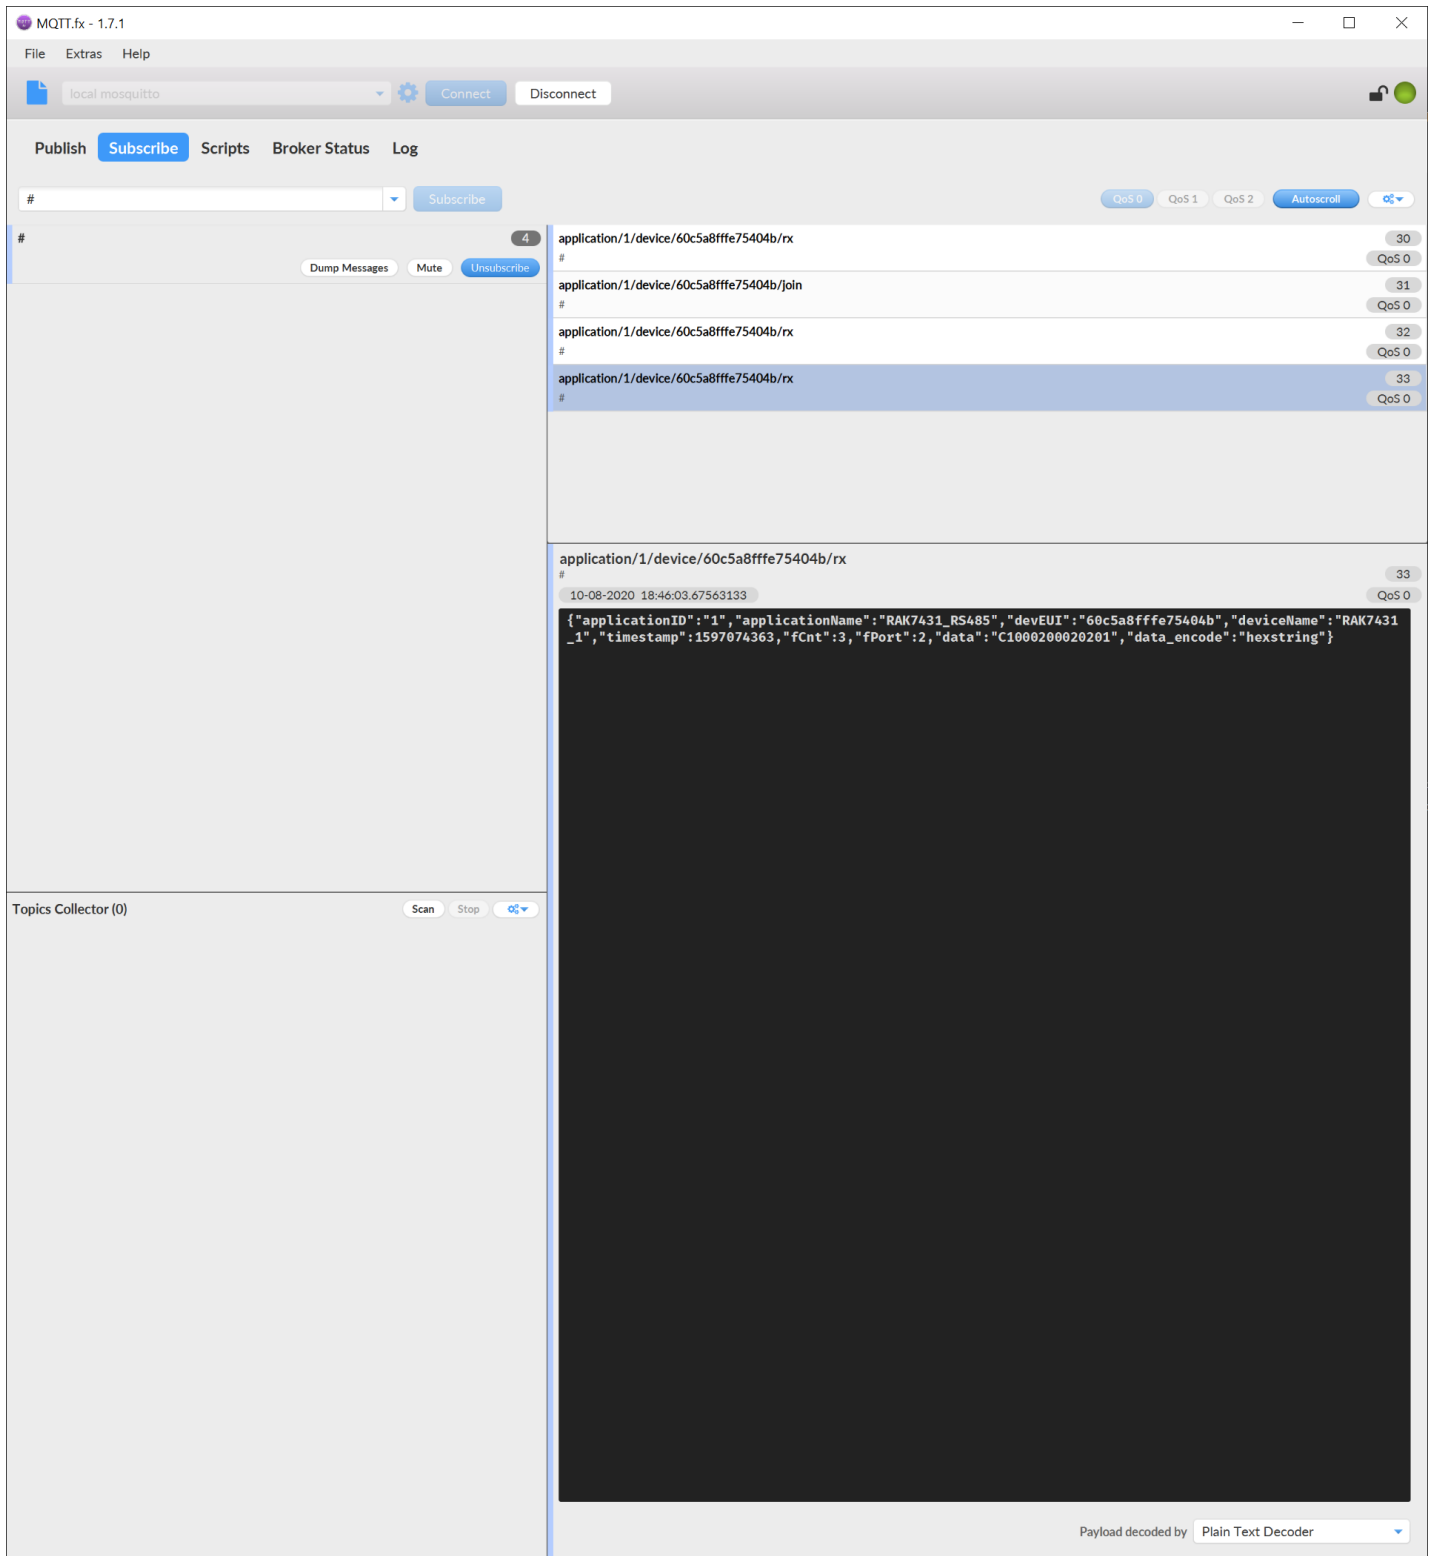 MQTT.fx - 1.7.1
File Extras Help
local mosquitto Connect Disconnect
Publish Subscribe Scripts Broker Status Log
# Subscribe QoS 0 QoS 1 QoS 2 Autoscroll
# 4
Dump Messages Mute Unsubscribe
application/1/device/60c5a8fffe75404b/rx 30
# QoS 0
application/1/device/60c5a8fffe75404b/join 31
# QoS 0
application/1/device/60c5a8fffe75404b/rx 32
# QoS 0
application/1/device/60c5a8fffe75404b/rx 33
# QoS 0
application/1/device/60c5a8fffe75404b/rx
# 33
10-08-2020 18:46:03.67563133 QoS 0
{"applicationID":"1","applicationName":"RAK7431_RS485","devEUI":"60c5a8fffe75404b","deviceName":"RAK7431
_1","timestamp":1597074363,"fCnt":3,"fPort":2,"data":"C1000200020201","data_encode":"hexstring"}
Topics Collector (0) Scan Stop
Payload decoded by Plain Text Decoder